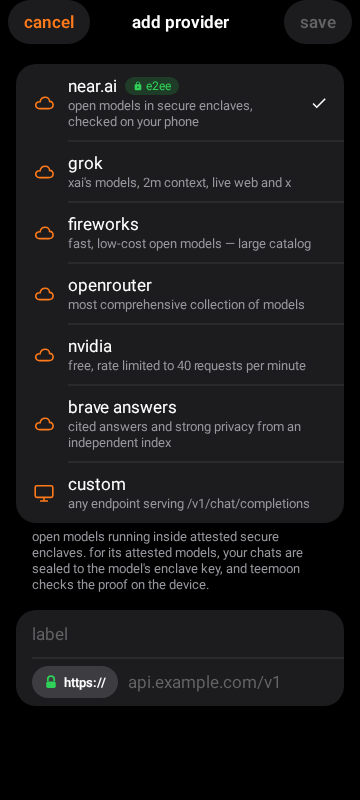 cancel
add provider
save
near.ai
e2ee
open models in secure enclaves,
checked on your phone
grok
xai's models, 2m context, live web and x
fireworks
fast, low-cost open models — large catalog
openrouter
most comprehensive collection of models
nvidia
free, rate limited to 40 requests per minute
brave answers
cited answers and strong privacy from an
independent index
custom
any endpoint serving /v1/chat/completions
open models running inside attested secure
enclaves. for its attested models, your chats are
sealed to the model's enclave key, and teemoon
checks the proof on the device.
label
https://
api.example.com/v1